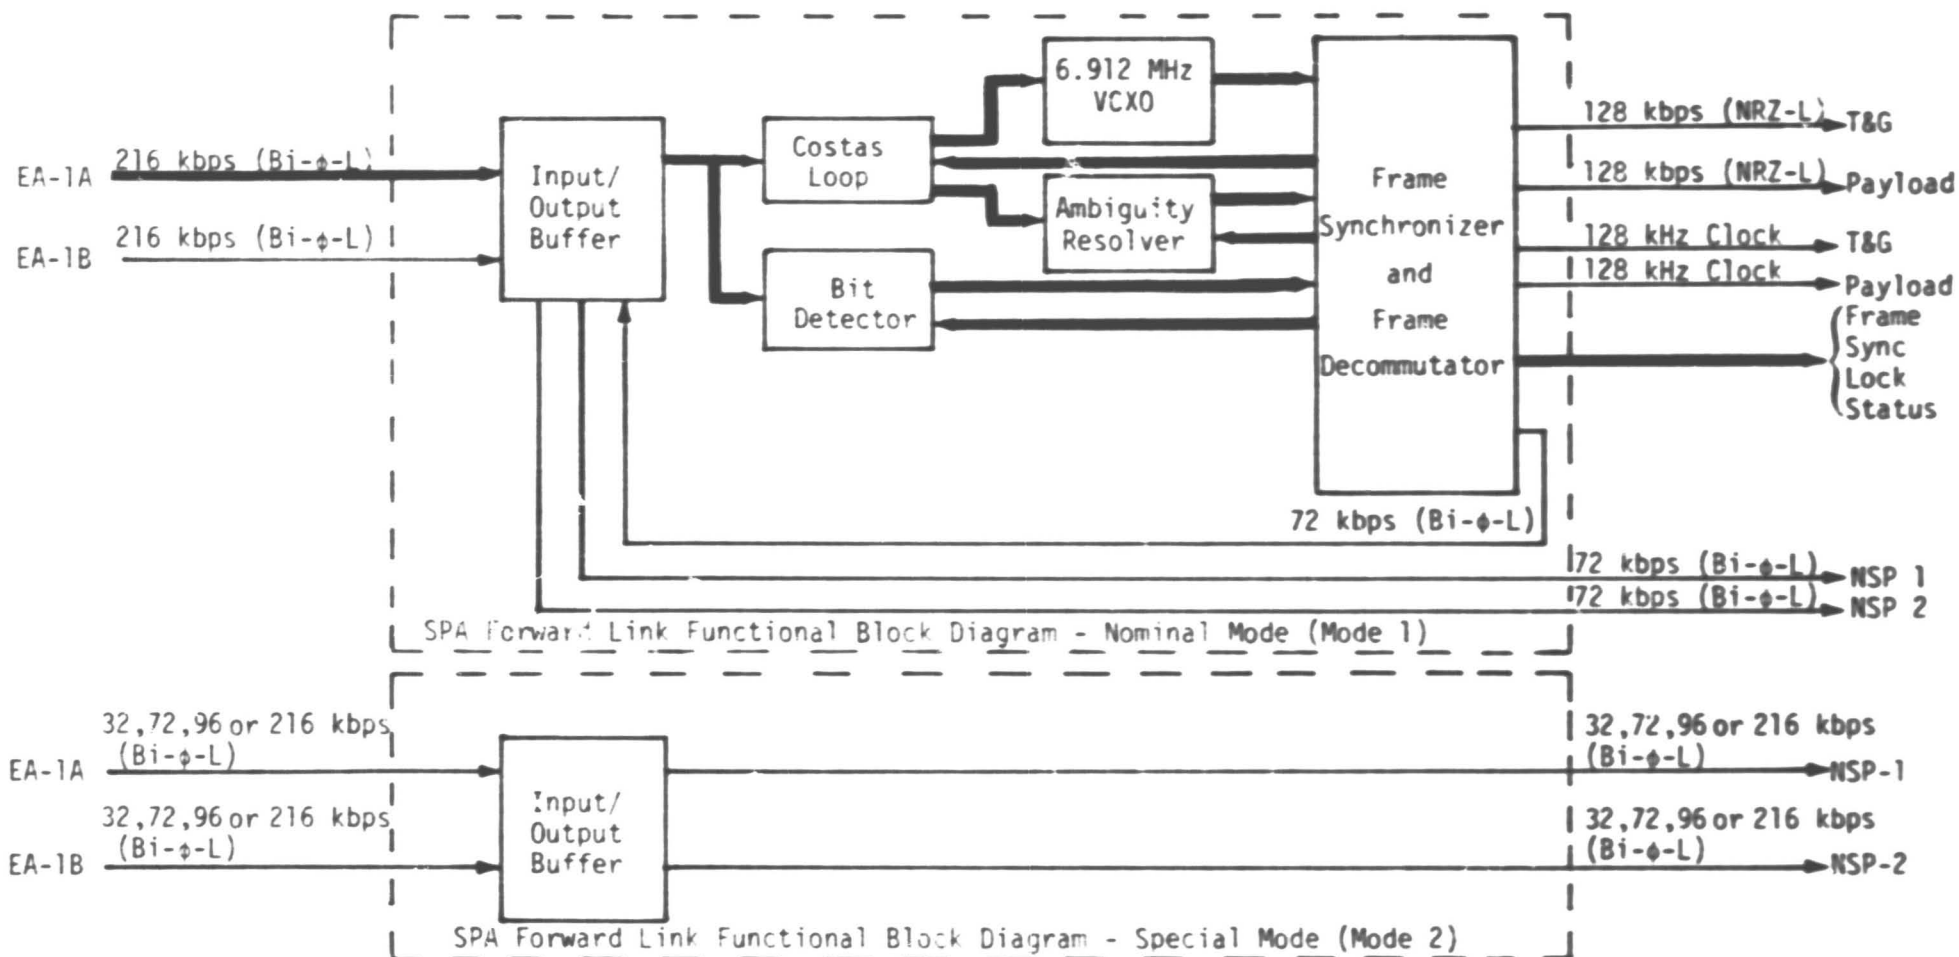 EA-1A
216 kbps (Bi-ϕ-L)
EA-1B
216 kbps (Bi-ϕ-L)
Input/
Output
Buffer
Costas
Loop
Bit
Detector
6.912 MHz
VCXO
Ambiguity
Resolver
Frame
Synchronizer
and
Frame
Decommutator
128 kbps (NRZ-L)
T&G
128 kbps (NRZ-L)
Payload
128 kHz Clock
T&G
128 kHz Clock
Payload
Frame
Sync
Lock
Status
72 kbps (Bi-ϕ-L)
72 kbps (Bi-ϕ-L)
NSP 1
72 kbps (Bi-ϕ-L)
NSP 2
SPA Forward Link Functional Block Diagram - Nominal Mode (Mode 1)
32,72,96 or 216 kbps
(Bi-ϕ-L)
EA-1A
32,72,96 or 216 kbps
(Bi-ϕ-L)
EA-1B
Input/
Output
Buffer
32,72,96 or 216 kbps
(Bi-ϕ-L)
NSP-1
32,72,96 or 216 kbps
(Bi-ϕ-L)
NSP-2
SPA Forward Link Functional Block Diagram - Special Mode (Mode 2)